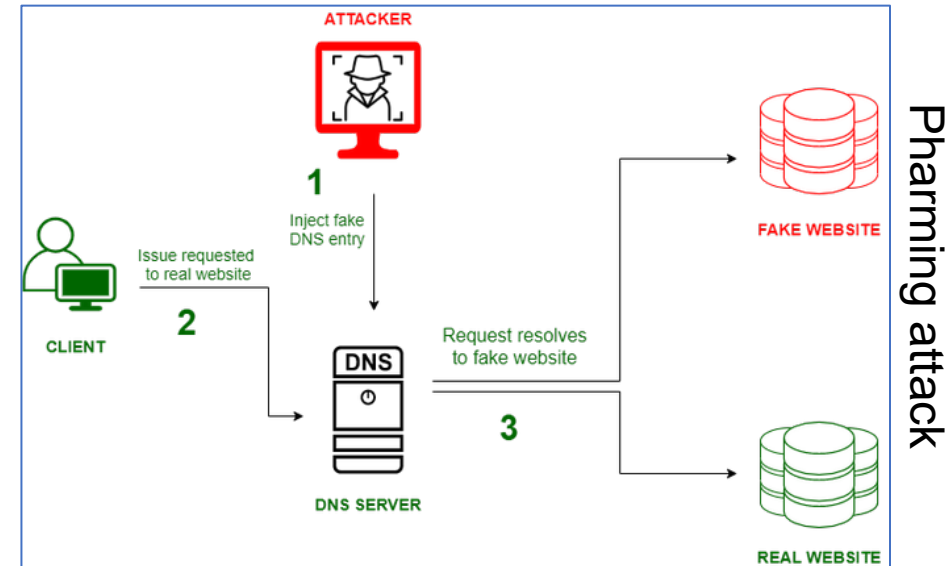 ATTACKER
1
Inject fake
DNS entry
Issue requested
to real website
2
CLIENT
DNS
DNS SERVER
Request resolves
to fake website
3
FAKE WEBSITE
REAL WEBSITE
Pharming attack